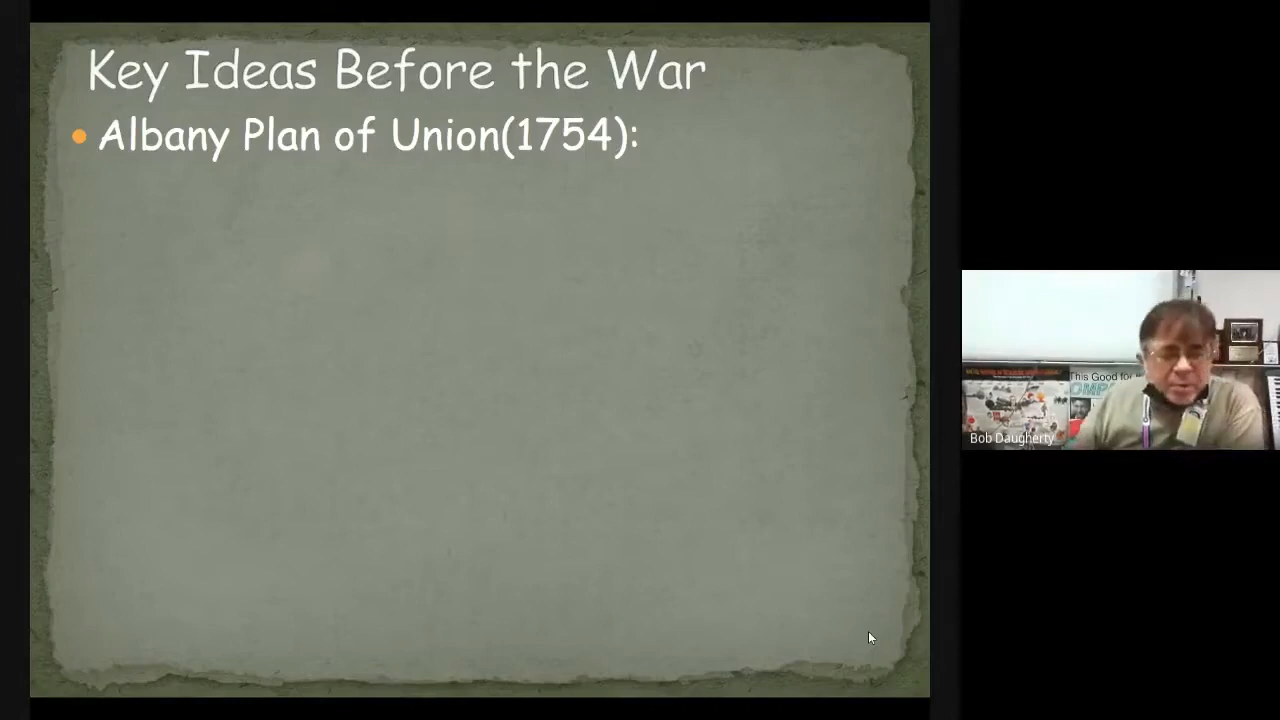 Key Ideas Before the War
Albany Plan of Union(1754):
This Good for
Bob Daugherty